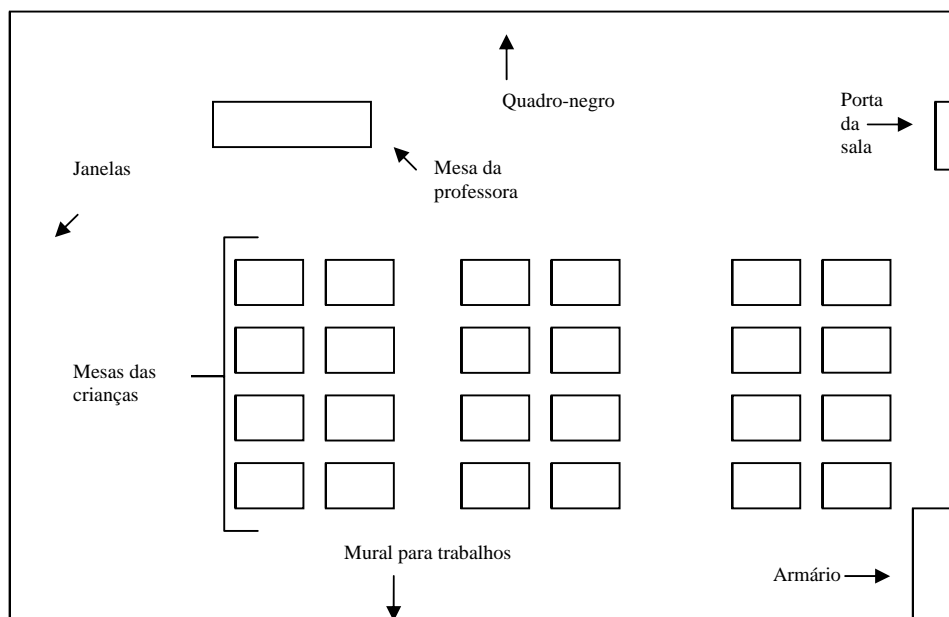 Quadro-negro
Porta
da
sala
Janelas
Mesa da
professora
Mesas das
crianças
Mural para trabalhos
Armário